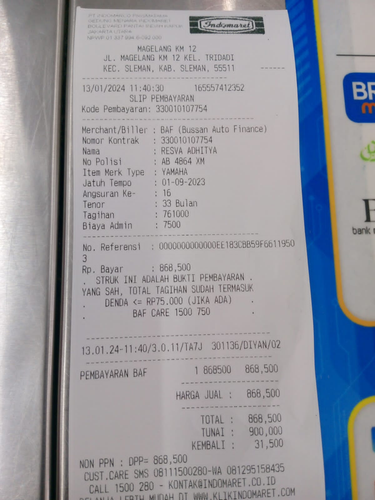 Indomaret
MAGELANG KM 12
JL. MAGELANG KM 12 KEL. TRIDADI
KEC. SLEMAN, KAB. SLEMAN, 55511
13/01/2024 11:40:30 165557412352
SLIP PEMBAYARAN
Kode Pembayaran: 330010107754
Merchant/Biller : BAF (Bussan Auto Finance)
Nomor Kontrak : 330010107754
Nama : RESVA ADHITYA
No Polisi : AB 4864 XM
Item Merk Type : YAMAHA
Jatuh Tempo : 01-09-2023
Angsuran Ke- : 16
Tenor : 33 Bulan
Tagihan : 761000
Biaya Admin : 7500
No. Referensi : 0000000000000EE183CBB59F6611950
3
Rp. Bayar : 868,500
. STRUK INI ADALAH BUKTI PEMBAYARAN .
YANG SAH, TOTAL TAGIHAN SUDAH TERMASUK
DENDA <= RP75.000 (JIKA ADA)
BAF CARE 1500 750 .
13.01.24-11:40/3.0.11/TA7J 301136/DIYAN/02
PEMBAYARAN BAF 1 868500 868,500
HARGA JUAL : 868,500
TOTAL : 868,500
TUNAI : 900,000
KEMBALI : 31,500
NON PPN : DPP= 868,500
CUST.CARE SMS 08111500280-WA 081295158435
CALL 1500 280 - KONTAK@INDOMARET.CO.ID
BELANJA LEBIH MUDAH DI WWW.KLIKINDOMARET.COM
BR